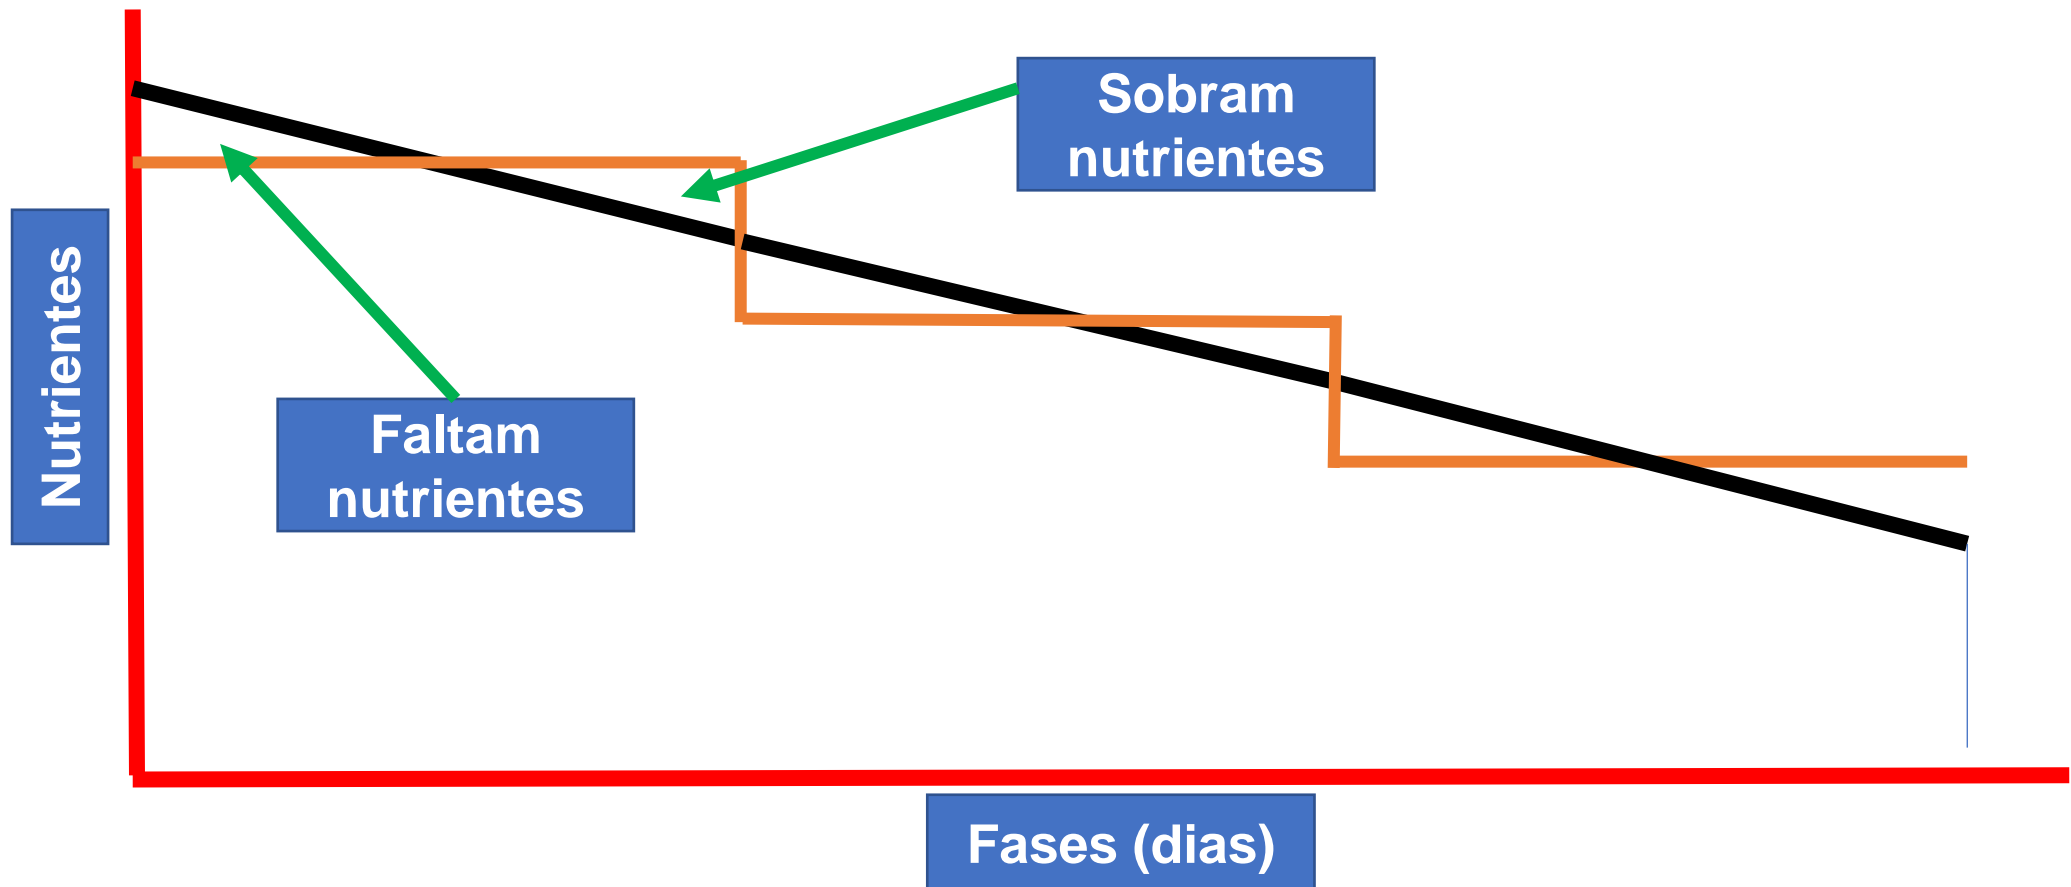 Sobram
nutrientes
Nutrientes
Faltam
nutrientes
Fases (dias)